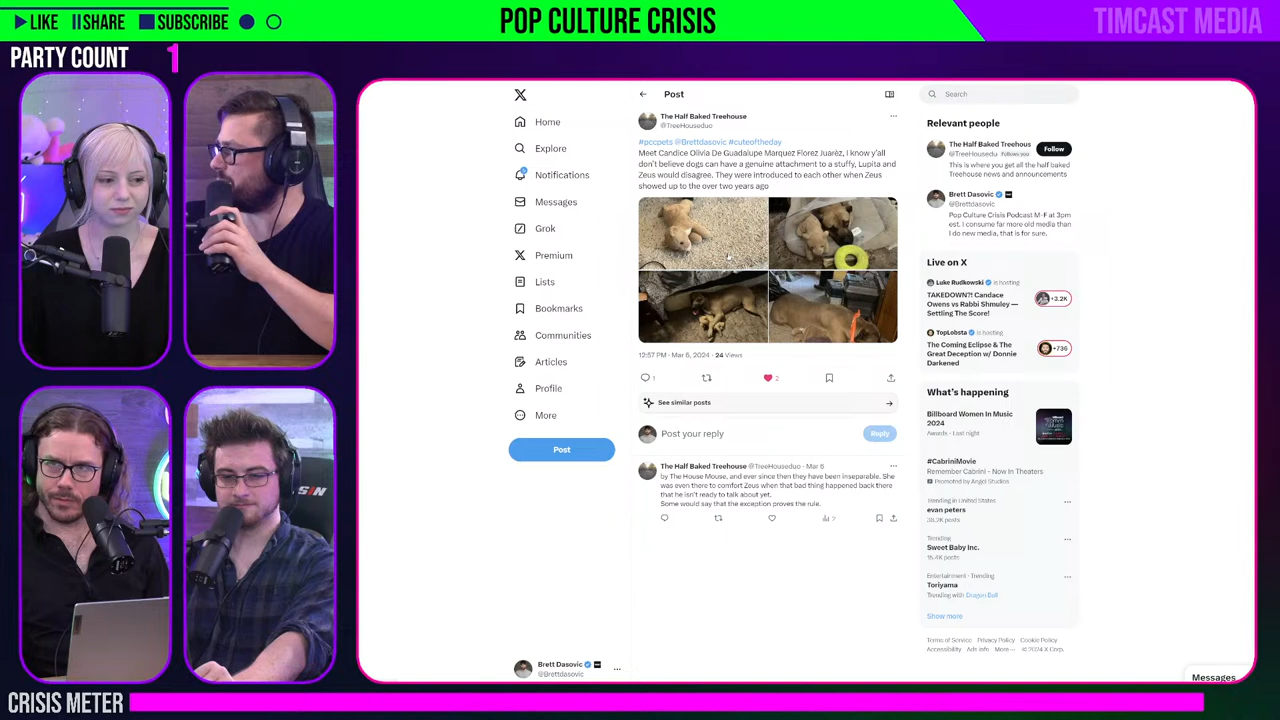 LIKE SHARE SUBSCRIBE
POP CULTURE CRISIS
TIMCAST MEDIA
PARTY COUNT 1
Home
Explore
Notifications
Messages
Grok
Premium
Lists
Bookmarks
Communities
Articles
Profile
More
Post
Brett Dasovic
@Brettdasovic
Post
The Half Baked Treehouse
@TreeHouseduo
#pccpets @Brettdasovic #cuteoftheday
Meet Candice Olivia De Guadalupe Marquez Florez Juaréz, I know y'all
don't believe dogs can have a genuine attachment to a stuffy, Lupita and
Zeus would disagree. They were introduced to each other when Zeus
showed up to the over two years ago
12:57 PM · Mar 6, 2024 · 24 Views
1
2
See similar posts
Post your reply
Reply
The Half Baked Treehouse @TreeHouseduo · Mar 6
by The House Mouse, and ever since then they have been inseparable. She
was even there to comfort Zeus when that bad thing happened back there
that he isn't ready to talk about yet.
Some would say that the exception proves the rule.
Search
Relevant people
The Half Baked Treehous
@TreeHousedu Follows you
Follow
This is where you get all the half baked
Treehouse news and announcements
Brett Dasovic
@Brettdasovic
Pop Culture Crisis Podcast M-F at 3pm
est. I consume far more old media than
I do new media, that is for sure.
Live on X
Luke Rudkowski is hosting
TAKEDOWN?! Candace
Owens vs Rabbi Shmuley —
Settling The Score!
+3.2K
TopLobsta is hosting
The Coming Eclipse & The
Great Deception w/ Donnie
Darkened
+736
What's happening
Billboard Women In Music
2024
Awards · Last night
#CabriniMovie
Remember Cabrini - Now In Theaters
Promoted by Angel Studios
Trending in United States
evan peters
Trending
Sweet Baby Inc.
Entertainment · Trending
Toriyama
Trending with Dragon Ball
Show more
Terms of Service Privacy Policy Cookie Policy
Accessibility Ads info More ··· © 2024 X Corp.
Messages
CRISIS METER